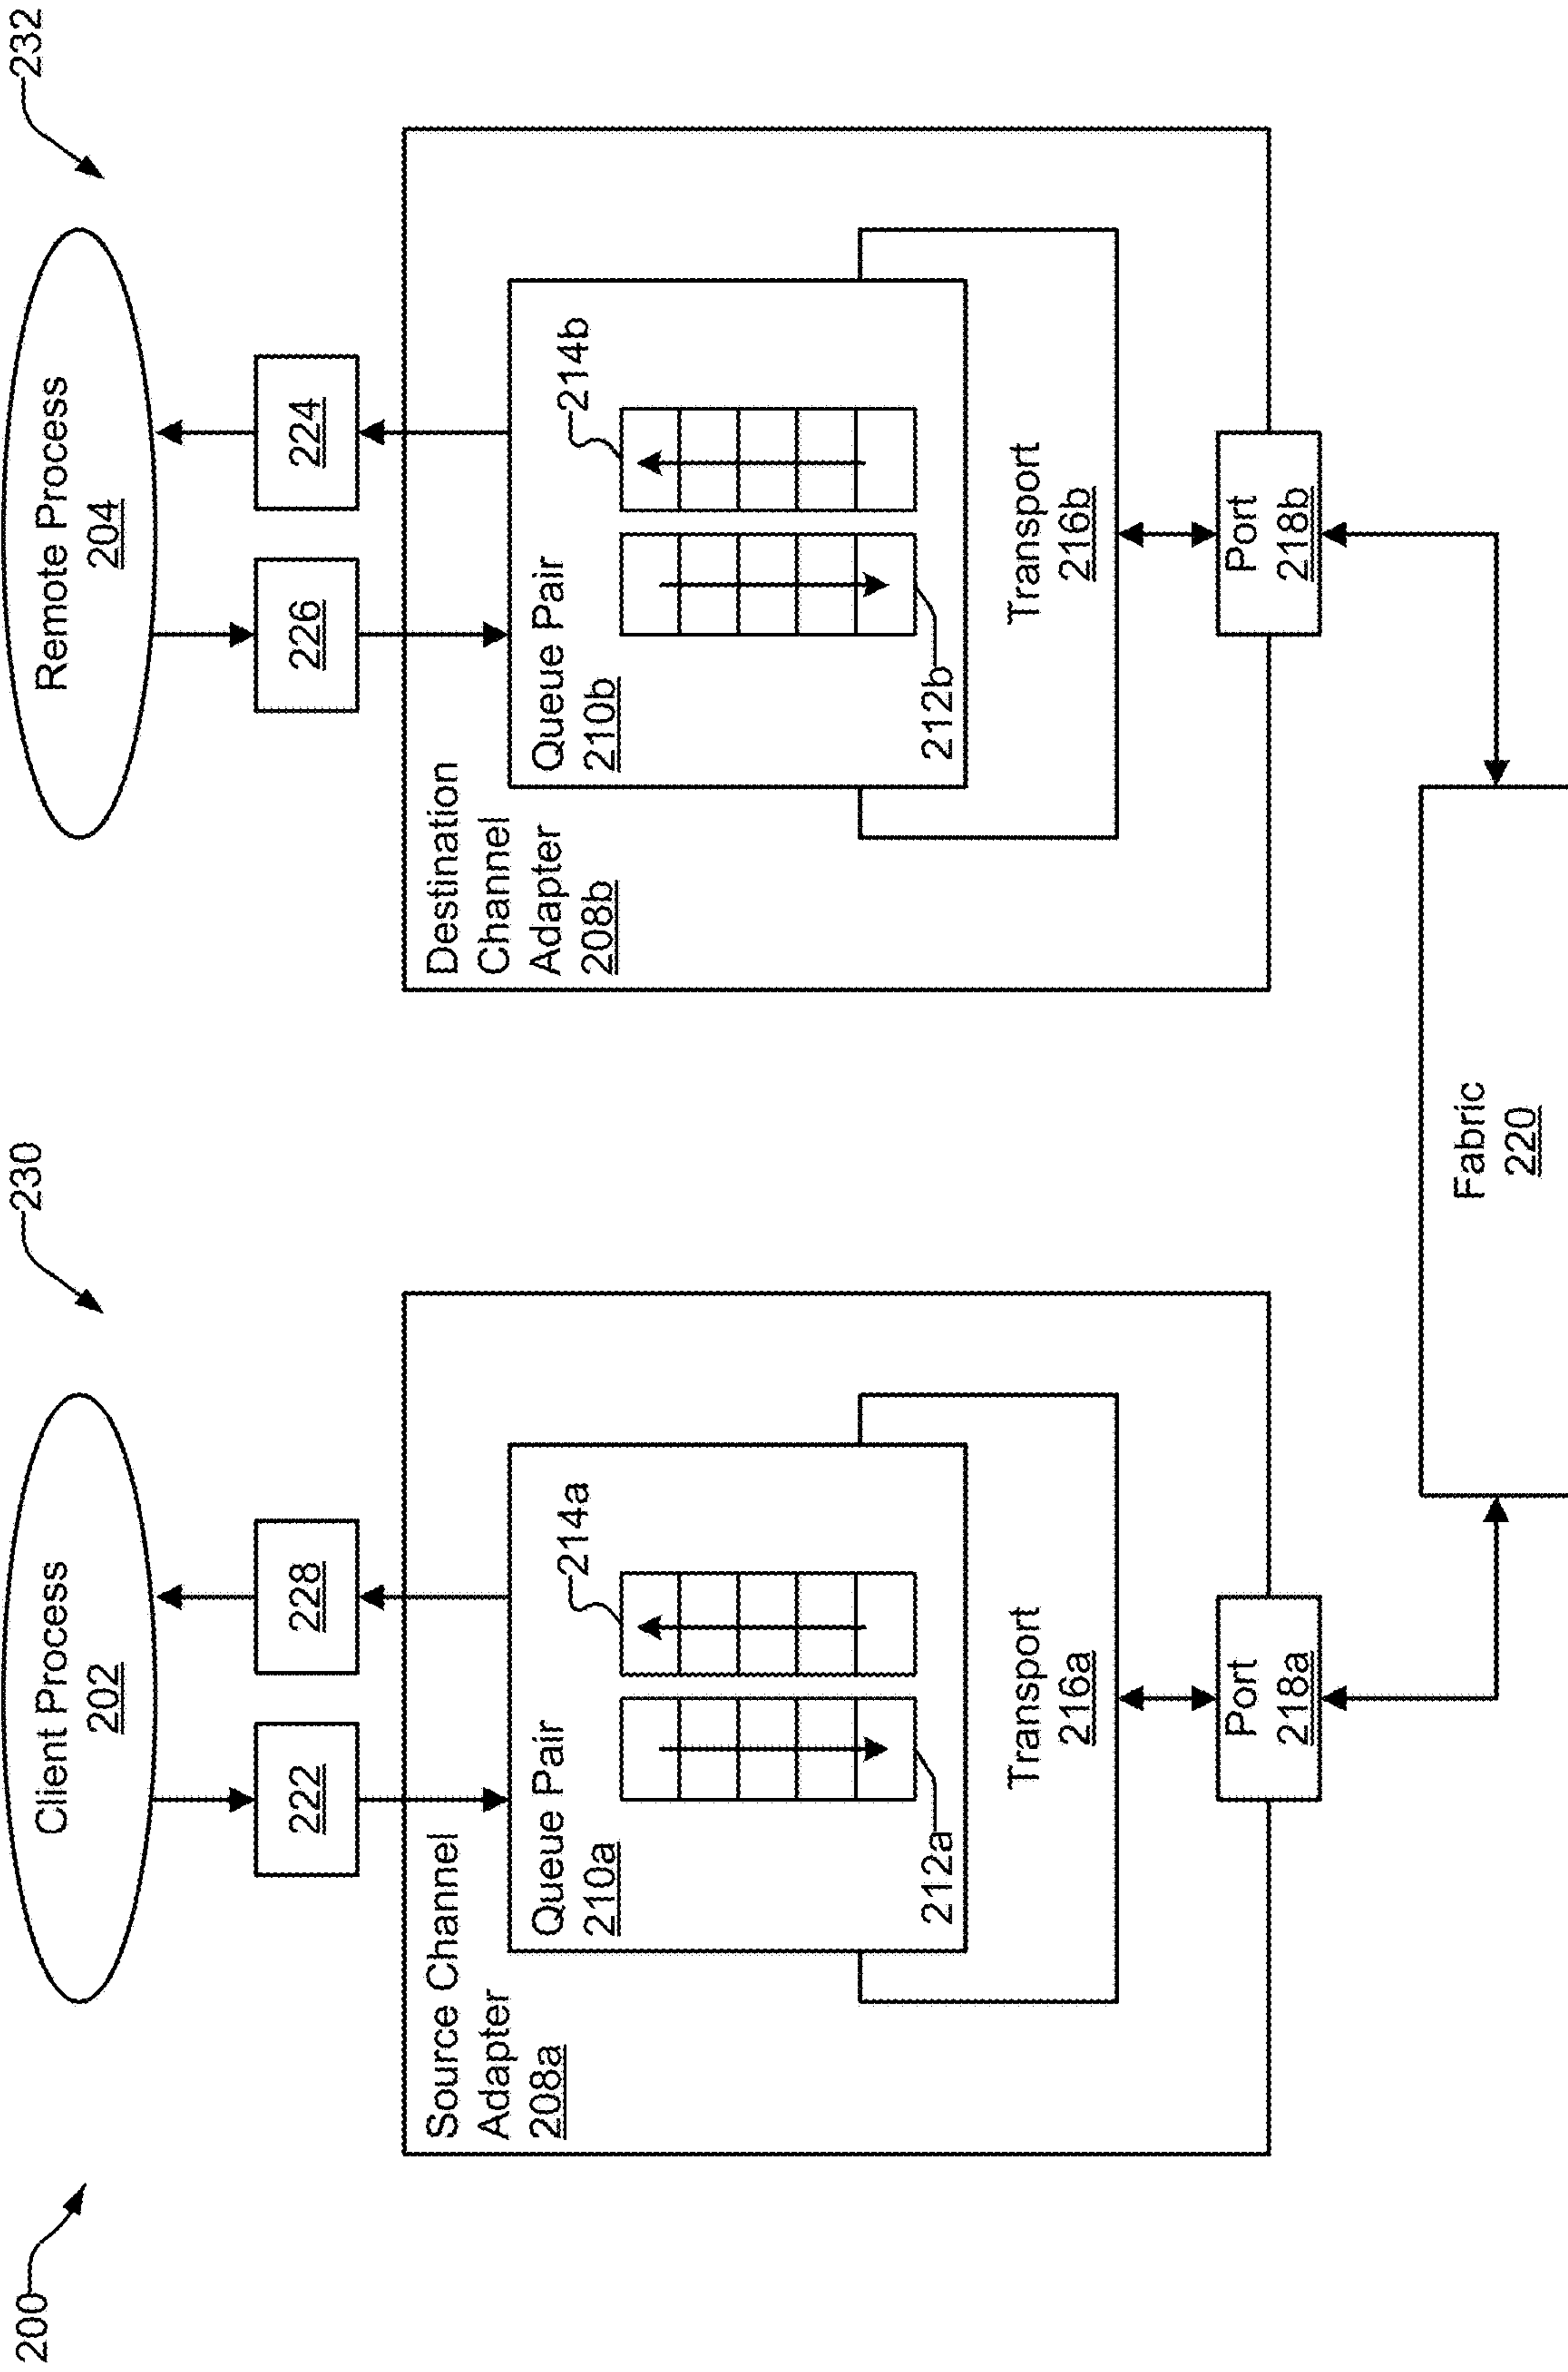 200
230
232
Client Process
202
Remote Process
204
222
228
226
224
Source Channel
Adapter
208a
Destination
Channel
Adapter
208b
Queue Pair
210a
214a
212a
Queue Pair
210b
214b
212b
Transport
216a
Transport
216b
Port
218a
Port
218b
Fabric
220